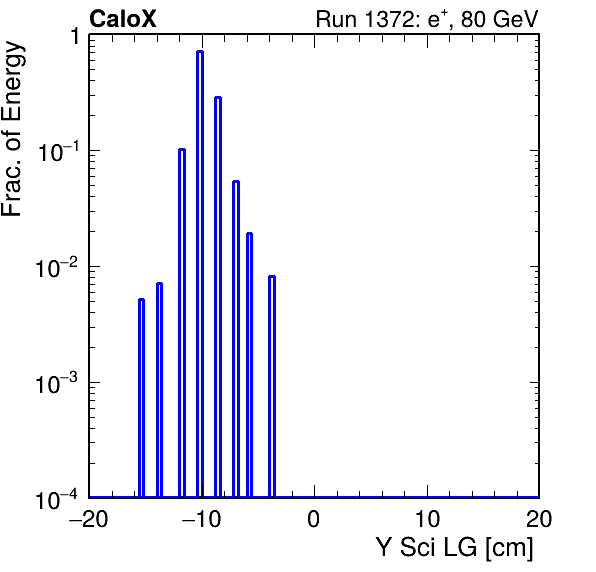 CaloX Run 1372: e⁺, 80 GeV
Frac. of Energy
1
10⁻¹
10⁻²
10⁻³
10⁻⁴
−20 −10 0 10 20
Y Sci LG [cm]